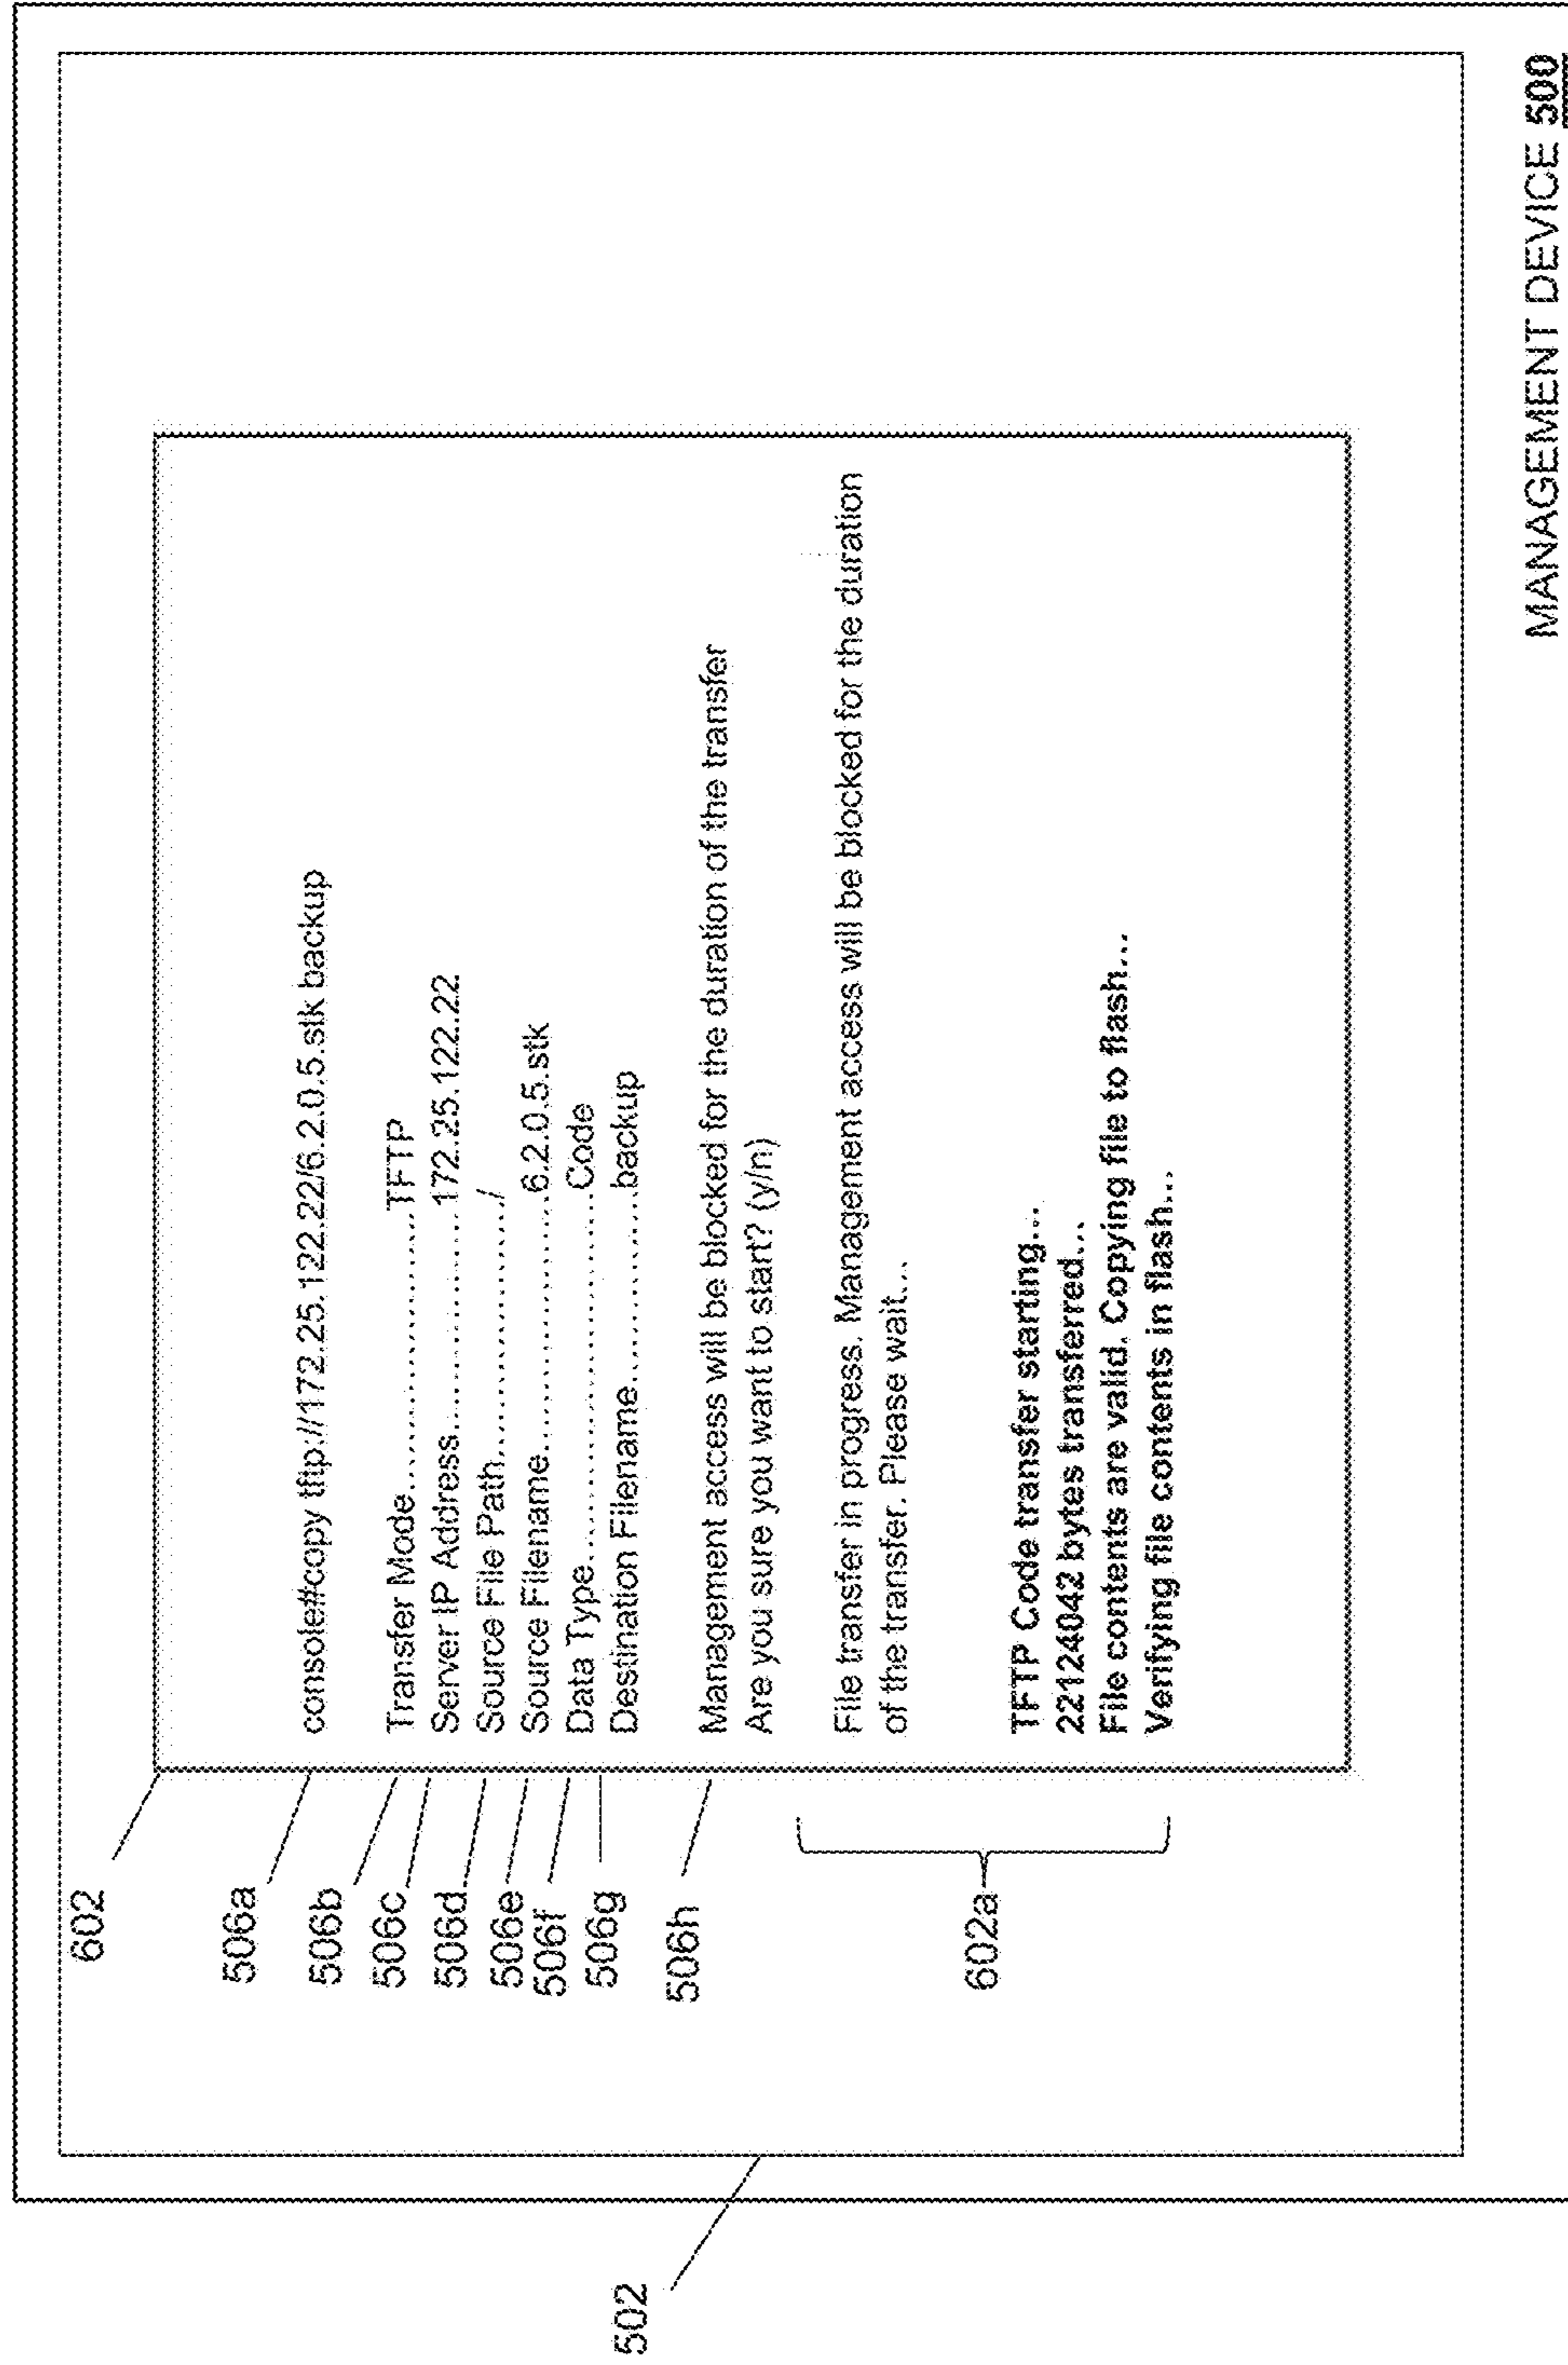 602
506a
console#copy tftp://172.25.122.22/6.2.0.5.stk backup
506b
Transfer Mode..............................TFTP
506c
Server IP Address.......................172.25.122.22
506d
Source File Path............................/
506e
Source Filename..........................6.2.0.5.stk
506f
Data Type....................................Code
506g
Destination Filename...................backup
506h
Management access will be blocked for the duration of the transfer
Are you sure you want to start? (y/n)
File transfer in progress. Management access will be blocked for the duration
of the transfer. Please wait...
602a
TFTP Code transfer starting...
22124042 bytes transferred...
File contents are valid. Copying file to flash...
Verifying file contents in flash...
502
MANAGEMENT DEVICE 500